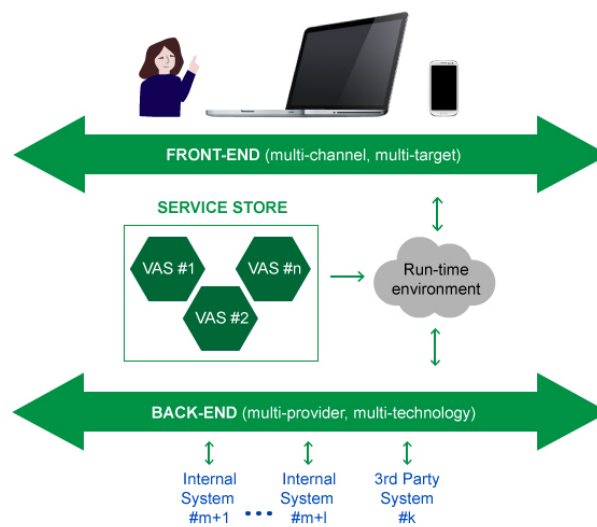 FRONT-END (multi-channel, multi-target)
SERVICE STORE
VAS #1
VAS #n
VAS #2
Run-time
environment
BACK-END (multi-provider, multi-technology)
Internal
System
#m+1
...
Internal
System
#m+l
3rd Party
System
#k